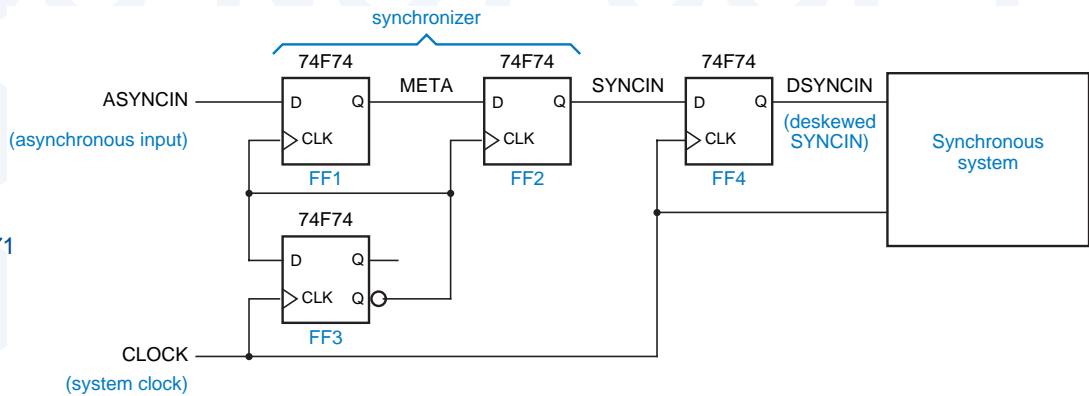 synchronizer
74F74
74F74
74F74
ASYNCIN
D
Q
META
D
Q
SYNCIN
D
Q
DSYNCIN
(asynchronous input)
CLK
CLK
CLK
(deskewed
SYNCIN)
Synchronous
system
FF1
FF2
FF4
74F74
D
Q
CLK
Q
FF3
71
CLOCK
(system clock)